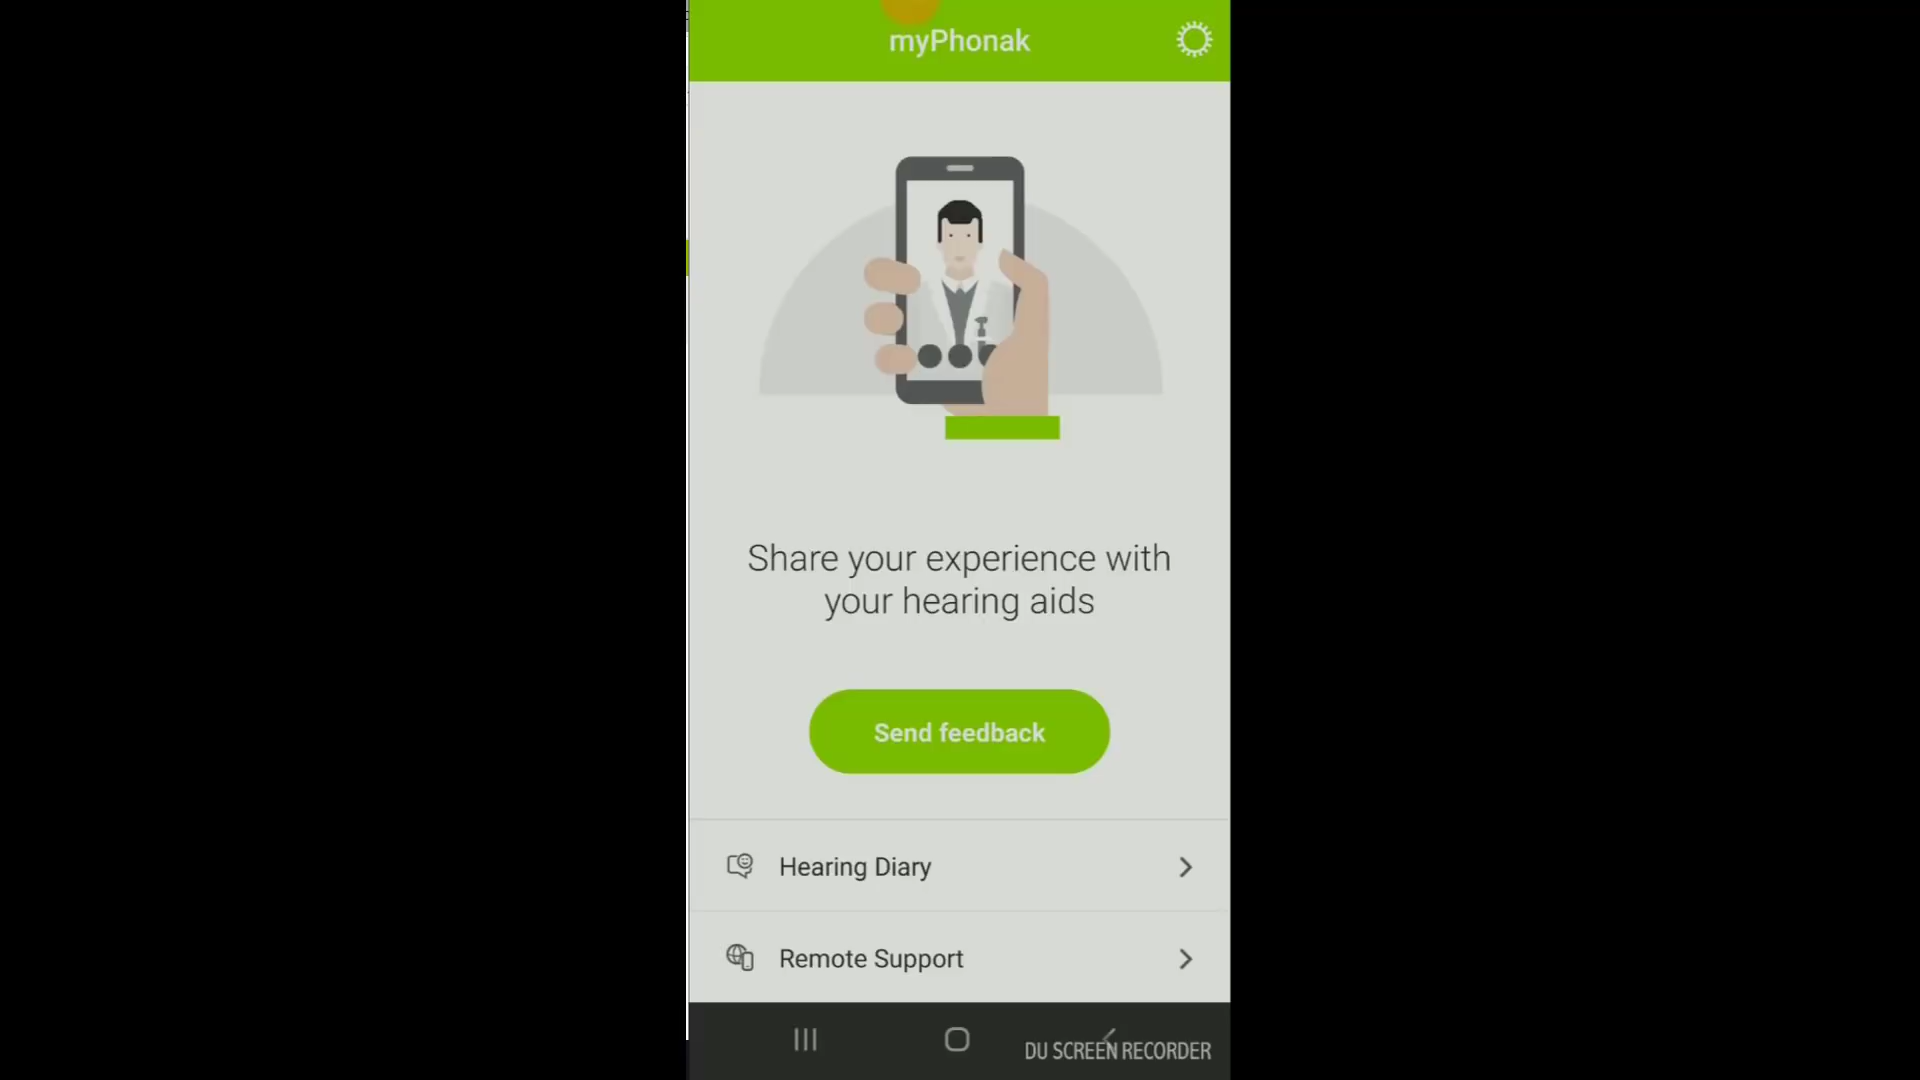 myPhonak
Share your experience with
your hearing aids
Send feedback
Hearing Diary
Remote Support
DU SCREEN RECORDER